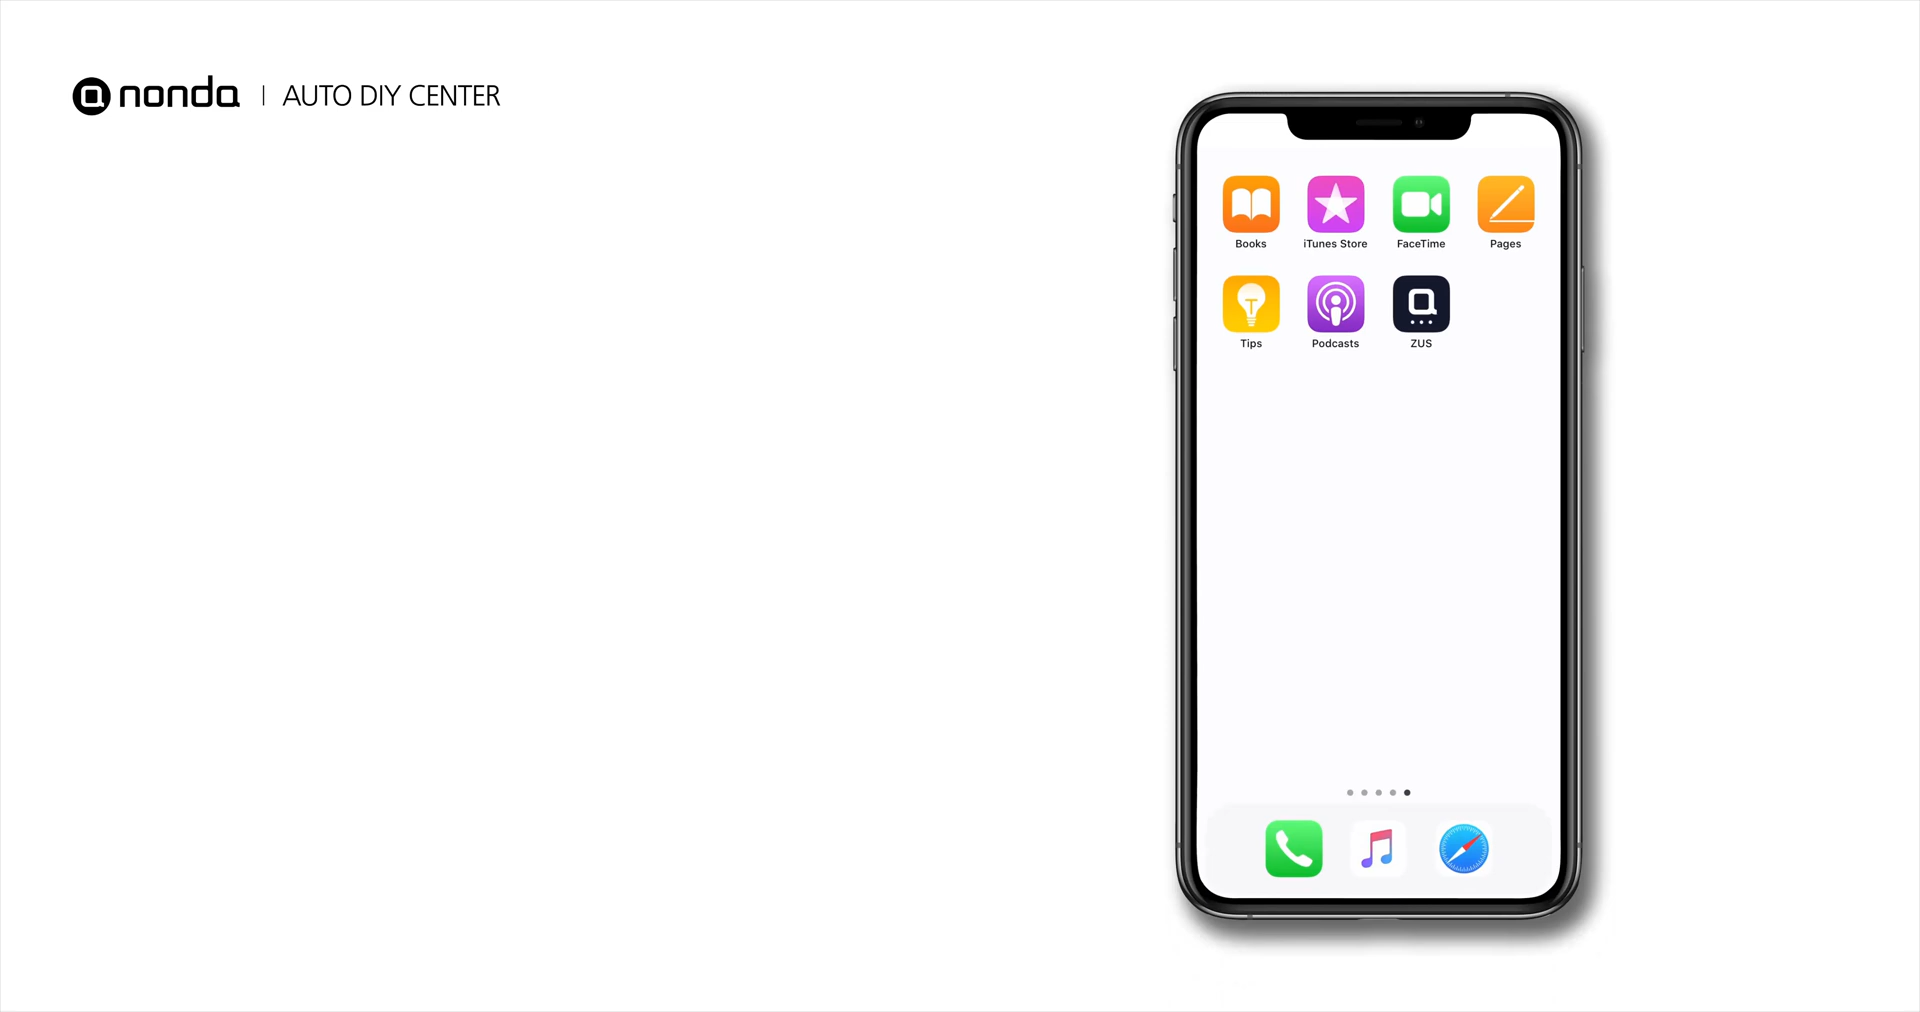 nonda | AUTO DIY CENTER
Books iTunes Store FaceTime Pages
Tips Podcasts ZUS